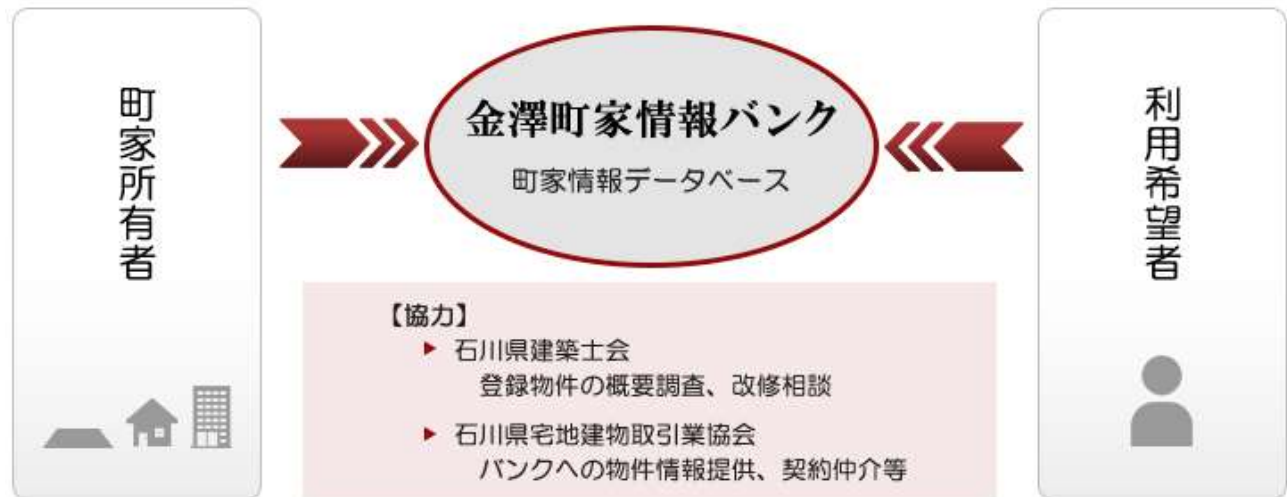 町家所有者
金澤町家情報バンク
町家情報データベース
利用希望者
【協力】
石川県建築士会
登録物件の概要調査、改修相談
石川県宅地建物取引業協会
バンクへの物件情報提供、契約仲介等